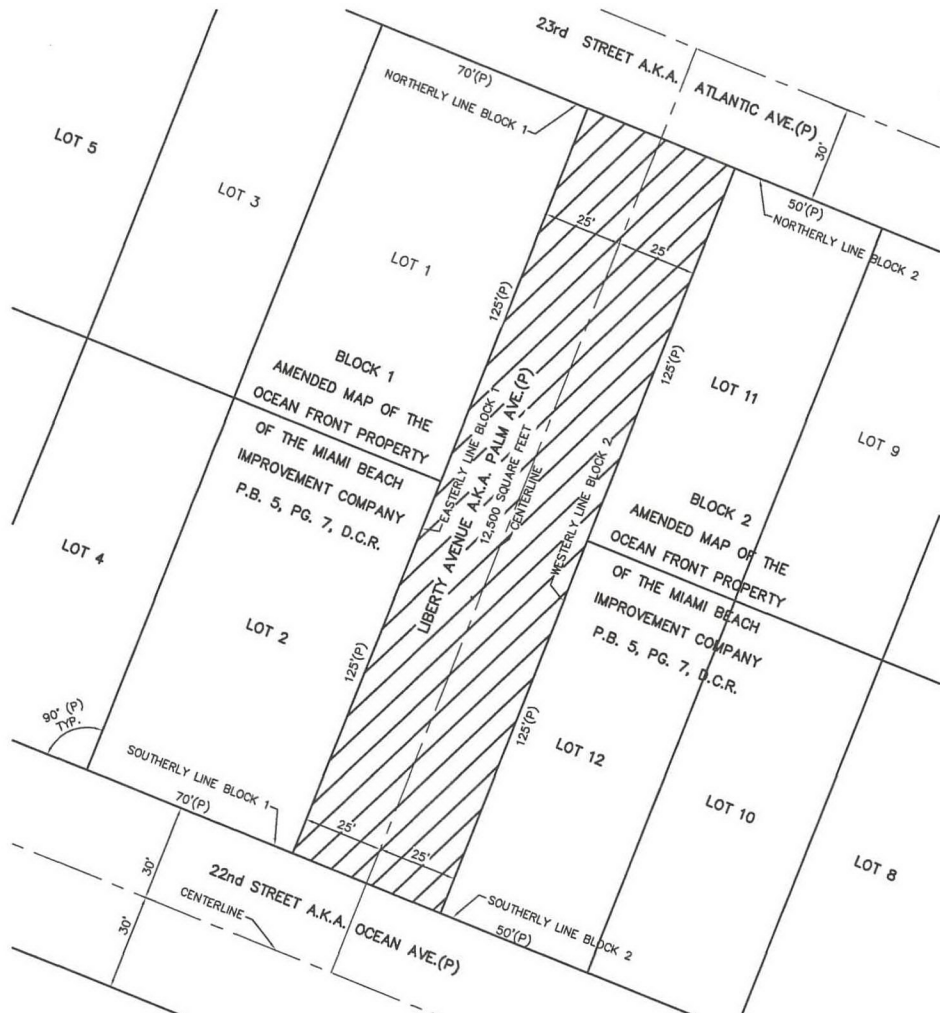 23rd STREET A.K.A. ATLANTIC AVE.(P)
70'(P)
NORTHERLY LINE BLOCK 1
30'
50'(P)
NORTHERLY LINE BLOCK 2
LOT 5
LOT 3
LOT 1
25'
25'
125'(P)
125'(P)
LOT 11
LOT 9
BLOCK 1
AMENDED MAP OF THE
OCEAN FRONT PROPERTY
OF THE MIAMI BEACH
IMPROVEMENT COMPANY
P.B. 5, PG. 7, D.C.R.
EASTERLY LINE BLOCK 1
LIBERTY AVENUE A.K.A. PALM AVE.(P)
12,500 SQUARE FEET
CENTERLINE
WESTERLY LINE BLOCK 2
BLOCK 2
AMENDED MAP OF THE
OCEAN FRONT PROPERTY
OF THE MIAMI BEACH
IMPROVEMENT COMPANY
P.B. 5, PG. 7, D.C.R.
LOT 4
LOT 2
125'(P)
125'(P)
LOT 12
LOT 10
LOT 8
90° (P)
TYP.
SOUTHERLY LINE BLOCK 1
70'(P)
25'
25'
30'
30'
22nd STREET A.K.A. OCEAN AVE.(P)
CENTERLINE
SOUTHERLY LINE BLOCK 2
50'(P)